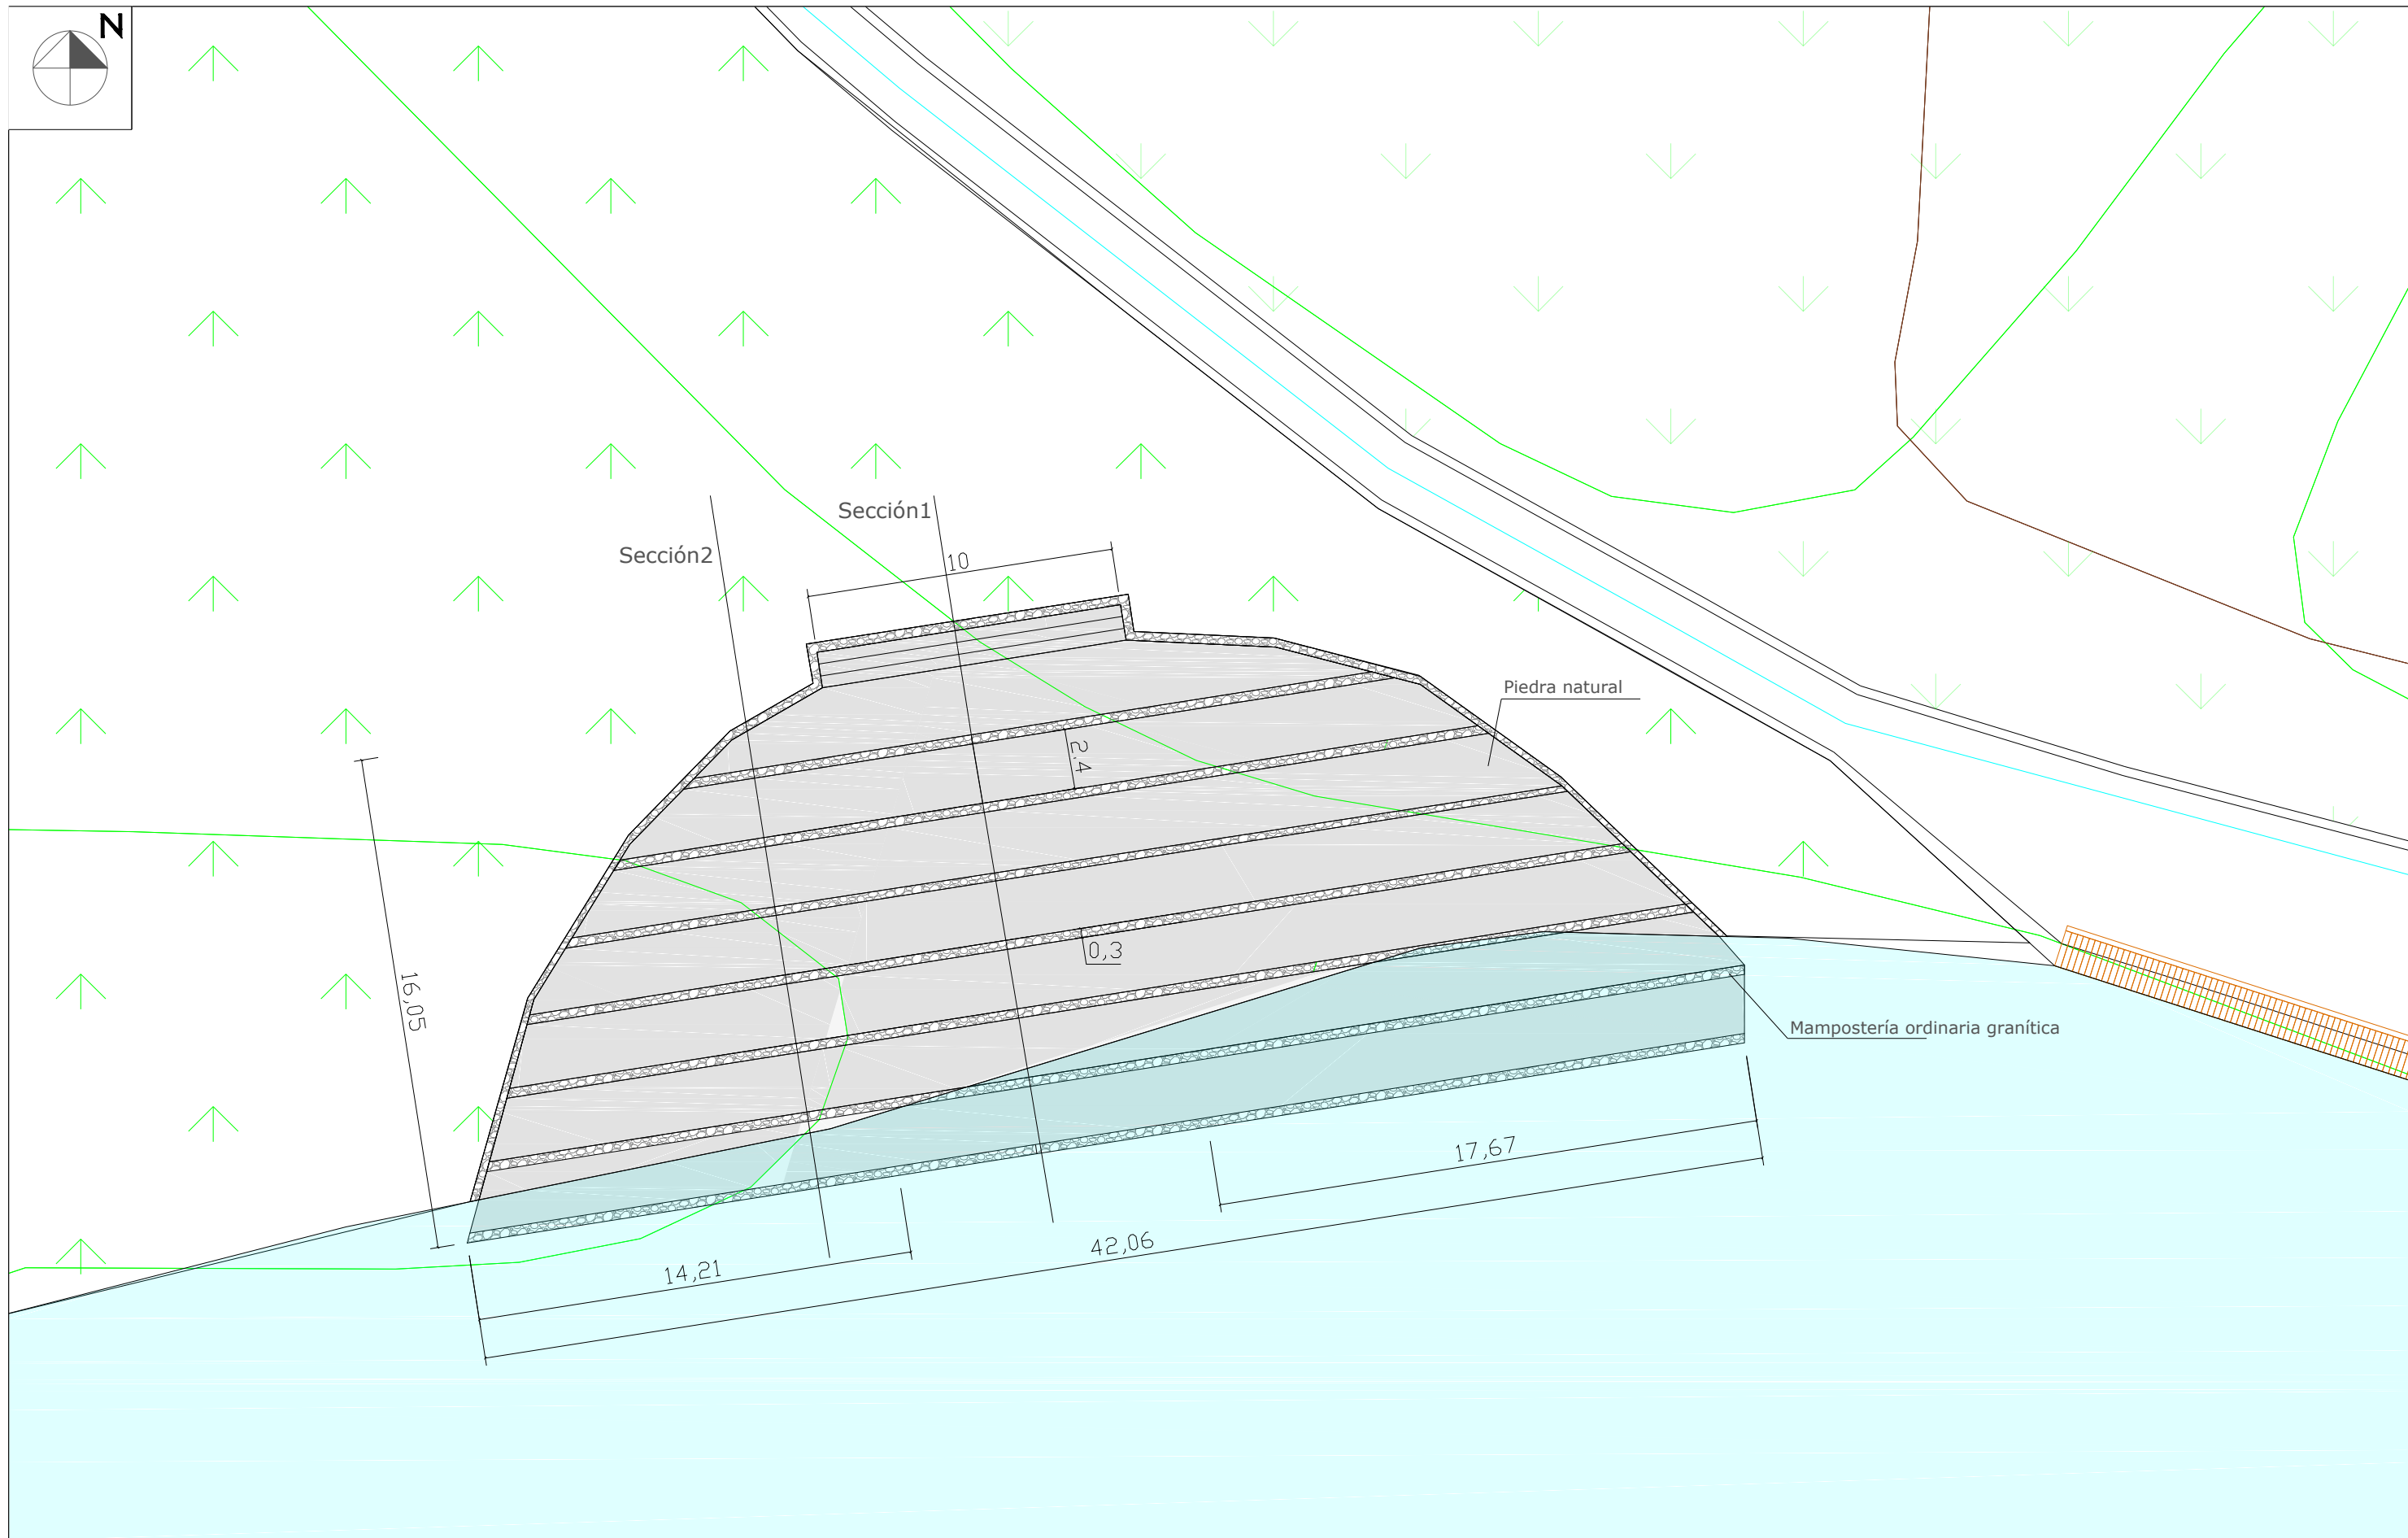 N
Sección1
Sección2
10
Piedra natural
2,4
0,3
16,05
Mampostería ordinaria granítica
17,67
42,06
14,21